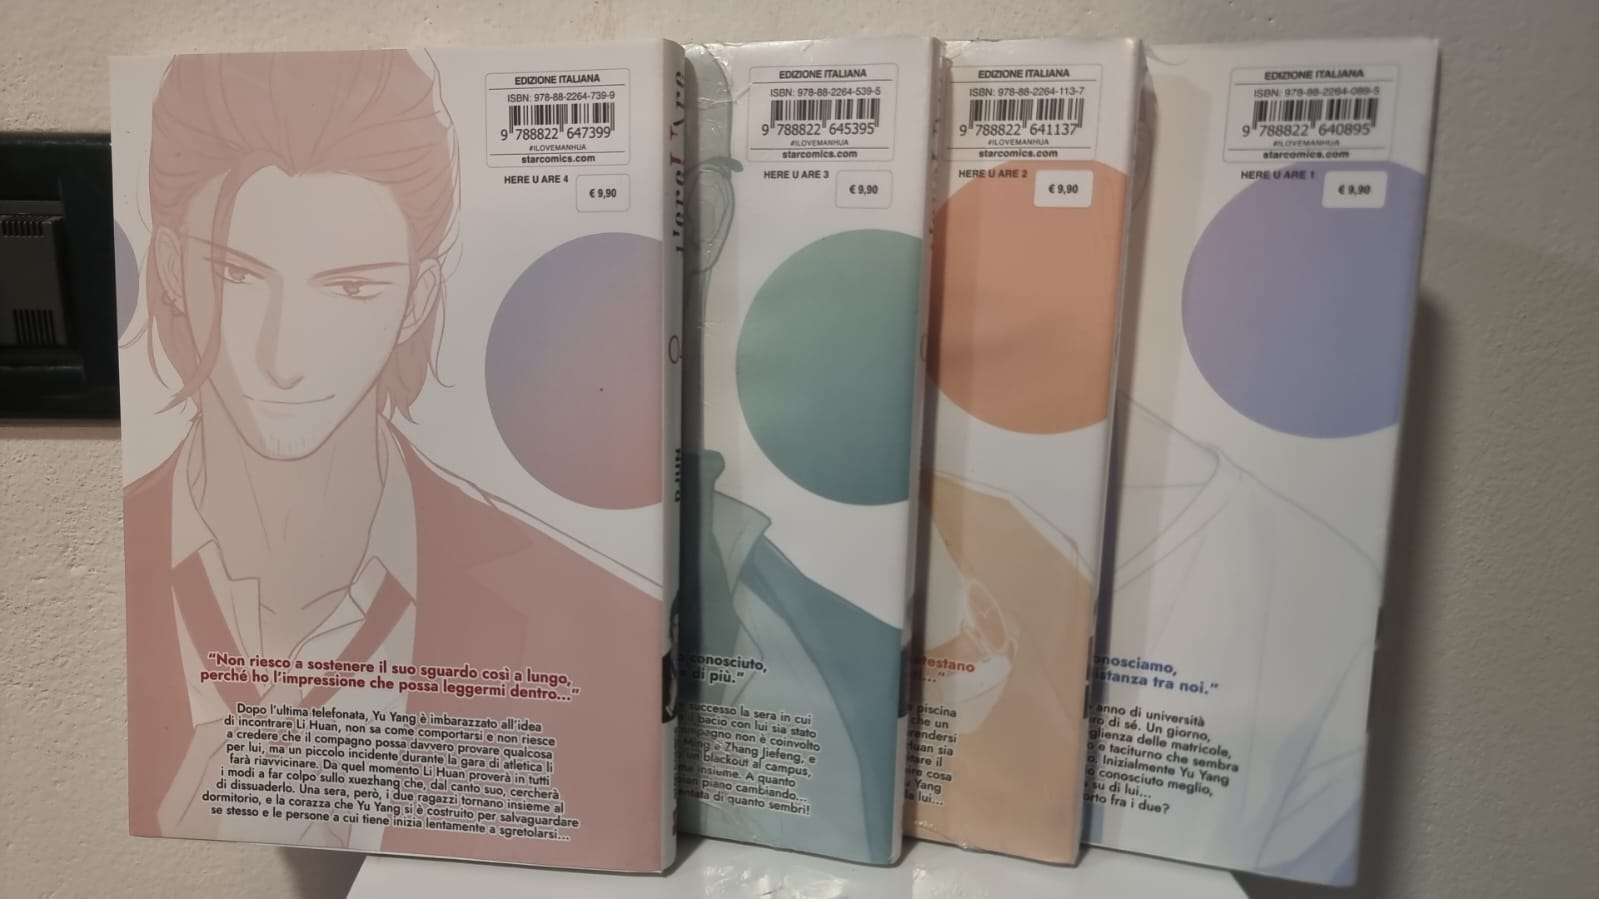 EDIZIONE ITALIANA
ISBN: 978-88-2264-739-9
9 788822 647399
#ILOVEMANHUA
starcomics.com
HERE U ARE 4
€ 9,90
“Non riesco a sostenere il suo sguardo così a lungo,
perché ho l’impressione che possa leggermi dentro...”
Dopo l’ultima telefonata, Yu Yang è imbarazzato all’idea
di incontrare Li Huan, non sa come comportarsi e non riesce
a credere che il compagno possa davvero provare qualcosa
per lui, ma un piccolo incidente durante la gara di atletica li
farà riavvicinare. Da quel momento Li Huan proverà in tutti
i modi a far colpo sullo xuezhang che, dal canto suo, cercherà
di dissuaderlo. Una sera, però, i due ragazzi tornano insieme al
dormitorio, e la corazza che Yu Yang si è costruito per salvaguardare
se stesso e le persone a cui tiene inizia lentamente a sgretolarsi...
EDIZIONE ITALIANA
ISBN: 978-88-2264-539-5
9 788822 645395
#ILOVEMANHUA
starcomics.com
HERE U ARE 3
€ 9,90
conosciuto,
di più.”
successo la sera in cui
il bacio con lui sia stato
compagno non è coinvolto
Ming e Zhang Jiefeng, e
un blackout al campus,
insieme. A quanto
pian piano cambiando...
di quanto sembri!
EDIZIONE ITALIANA
ISBN: 978-88-2264-113-7
9 788822 641137
#ILOVEMANHUA
starcomics.com
HERE U ARE 2
€ 9,90
piscina
che un
Huan sia
il
cosa
Yang
lui...
EDIZIONE ITALIANA
ISBN: 978-88-2264-089-5
9 788822 640895
#ILOVEMANHUA
starcomics.com
HERE U ARE 1
€ 9,90
tra noi.”
anno di università
di sé. Un giorno,
delle matricole,
e taciturno che sembra
Inizialmente Yu Yang
conosciuto meglio,
su di lui...
fra i due?